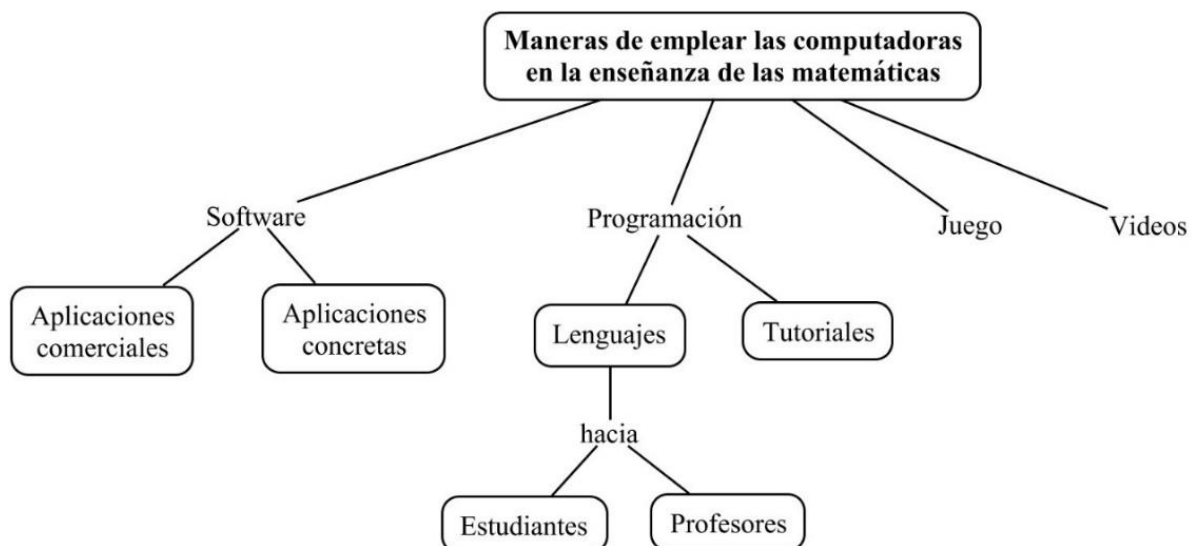 Maneras de emplear las computadoras
en la enseñanza de las matemáticas
Software
Programación
Juego
Videos
Aplicaciones
comerciales
Aplicaciones
concretas
Lenguajes
Tutoriales
hacia
Estudiantes
Profesores